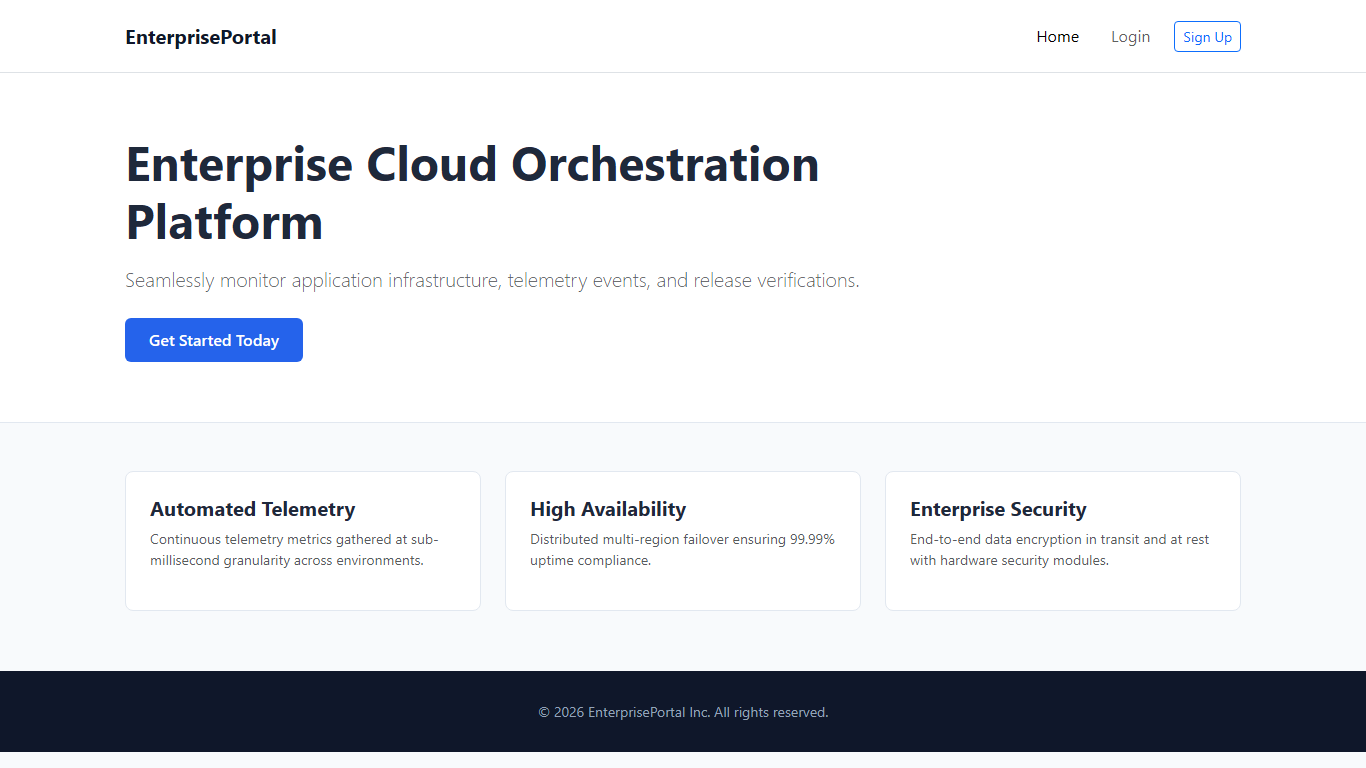 EnterprisePortal
Home
Login
Sign Up
Enterprise Cloud Orchestration
Platform
Seamlessly monitor application infrastructure, telemetry events, and release verifications.
Get Started Today
Automated Telemetry
Continuous telemetry metrics gathered at sub-
millisecond granularity across environments.
High Availability
Distributed multi-region failover ensuring 99.99%
uptime compliance.
Enterprise Security
End-to-end data encryption in transit and at rest
with hardware security modules.
© 2026 EnterprisePortal Inc. All rights reserved.